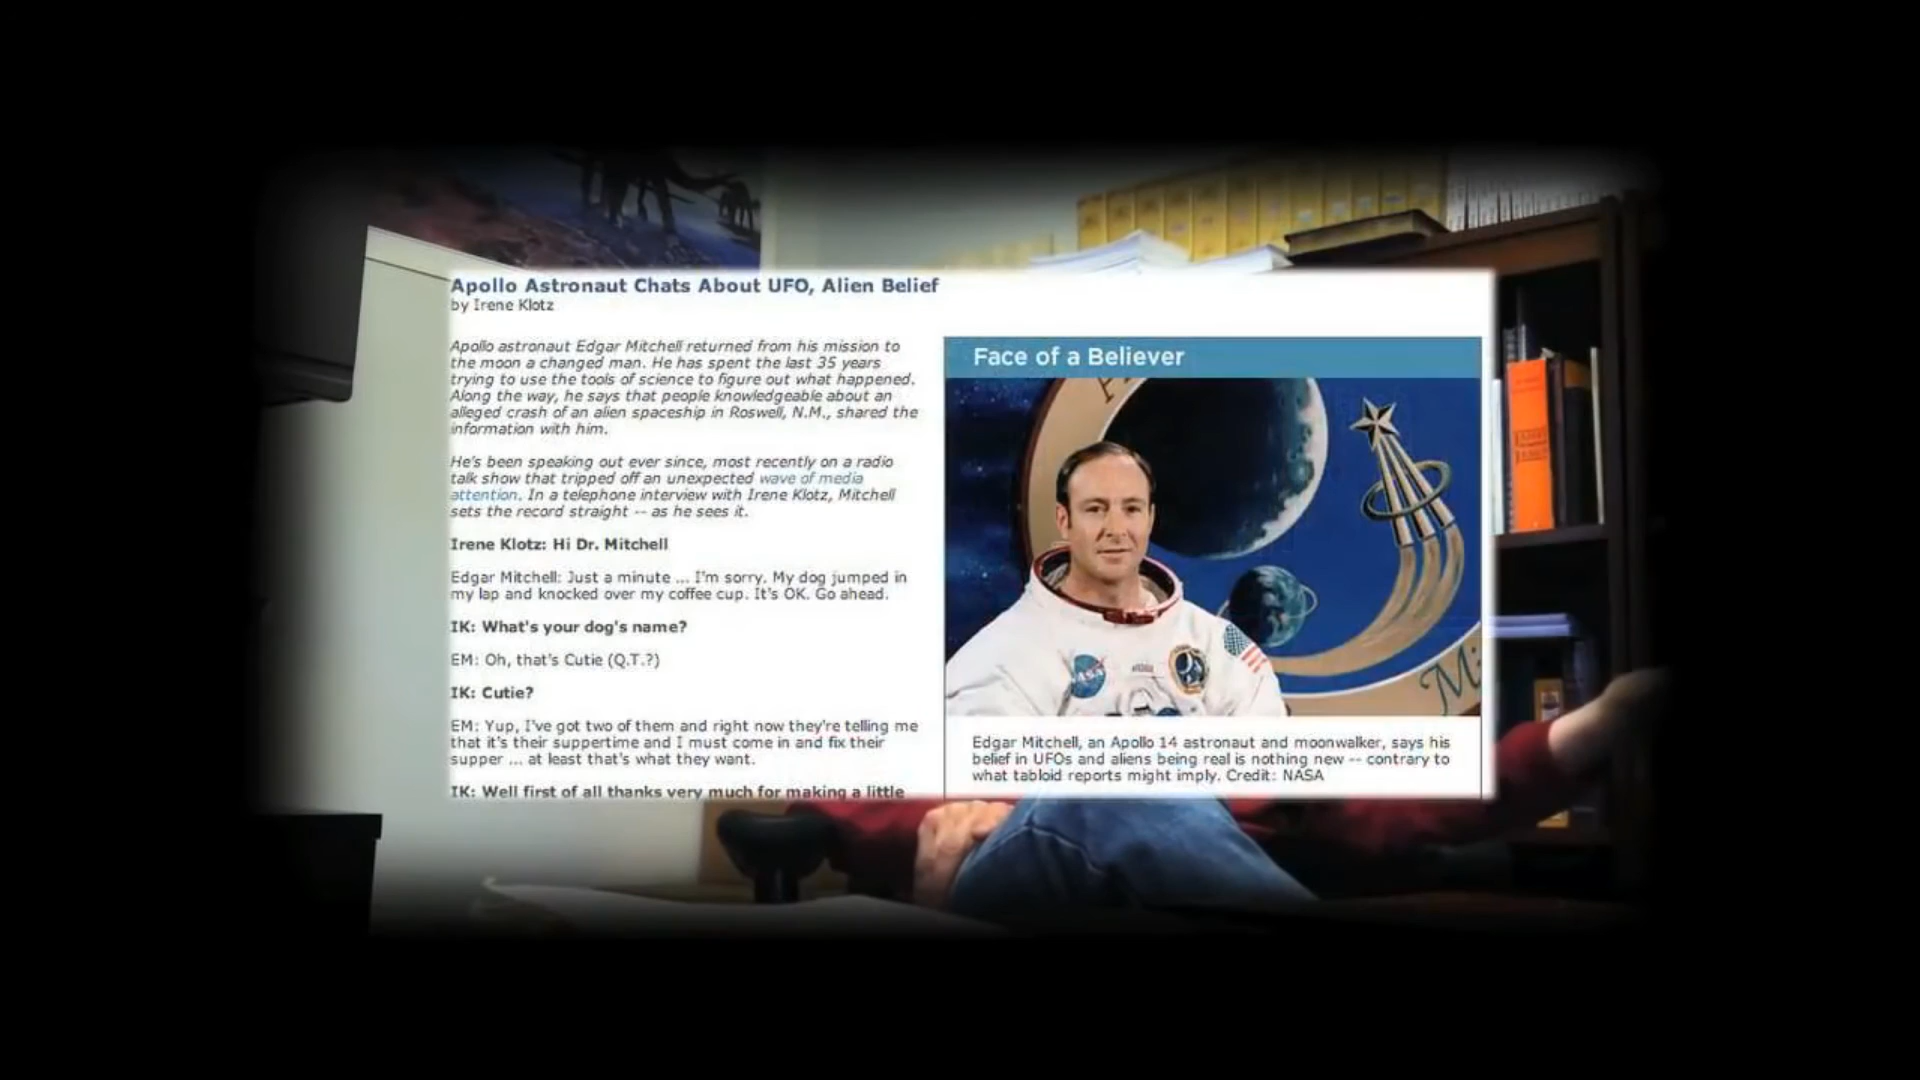 Apollo Astronaut Chats About UFO, Alien Belief
by Irene Klotz
Apollo astronaut Edgar Mitchell returned from his mission to
the moon a changed man. He has spent the last 35 years
trying to use the tools of science to figure out what happened.
Along the way, he says that people knowledgeable about an
alleged crash of an alien spaceship in Roswell, N.M., shared the
information with him.
He's been speaking out ever since, most recently on a radio
talk show that tripped off an unexpected wave of media
attention. In a telephone interview with Irene Klotz, Mitchell
sets the record straight -- as he sees it.
Irene Klotz: Hi Dr. Mitchell
Edgar Mitchell: Just a minute ... I'm sorry. My dog jumped in
my lap and knocked over my coffee cup. It's OK. Go ahead.
IK: What's your dog's name?
EM: Oh, that's Cutie (Q.T.?)
IK: Cutie?
EM: Yup, I've got two of them and right now they're telling me
that it's their suppertime and I must come in and fix their
supper ... at least that's what they want.
IK: Well first of all thanks very much for making a little
Face of a Believer
NASA
Mi
Edgar Mitchell, an Apollo 14 astronaut and moonwalker, says his
belief in UFOs and aliens being real is nothing new -- contrary to
what tabloid reports might imply. Credit: NASA